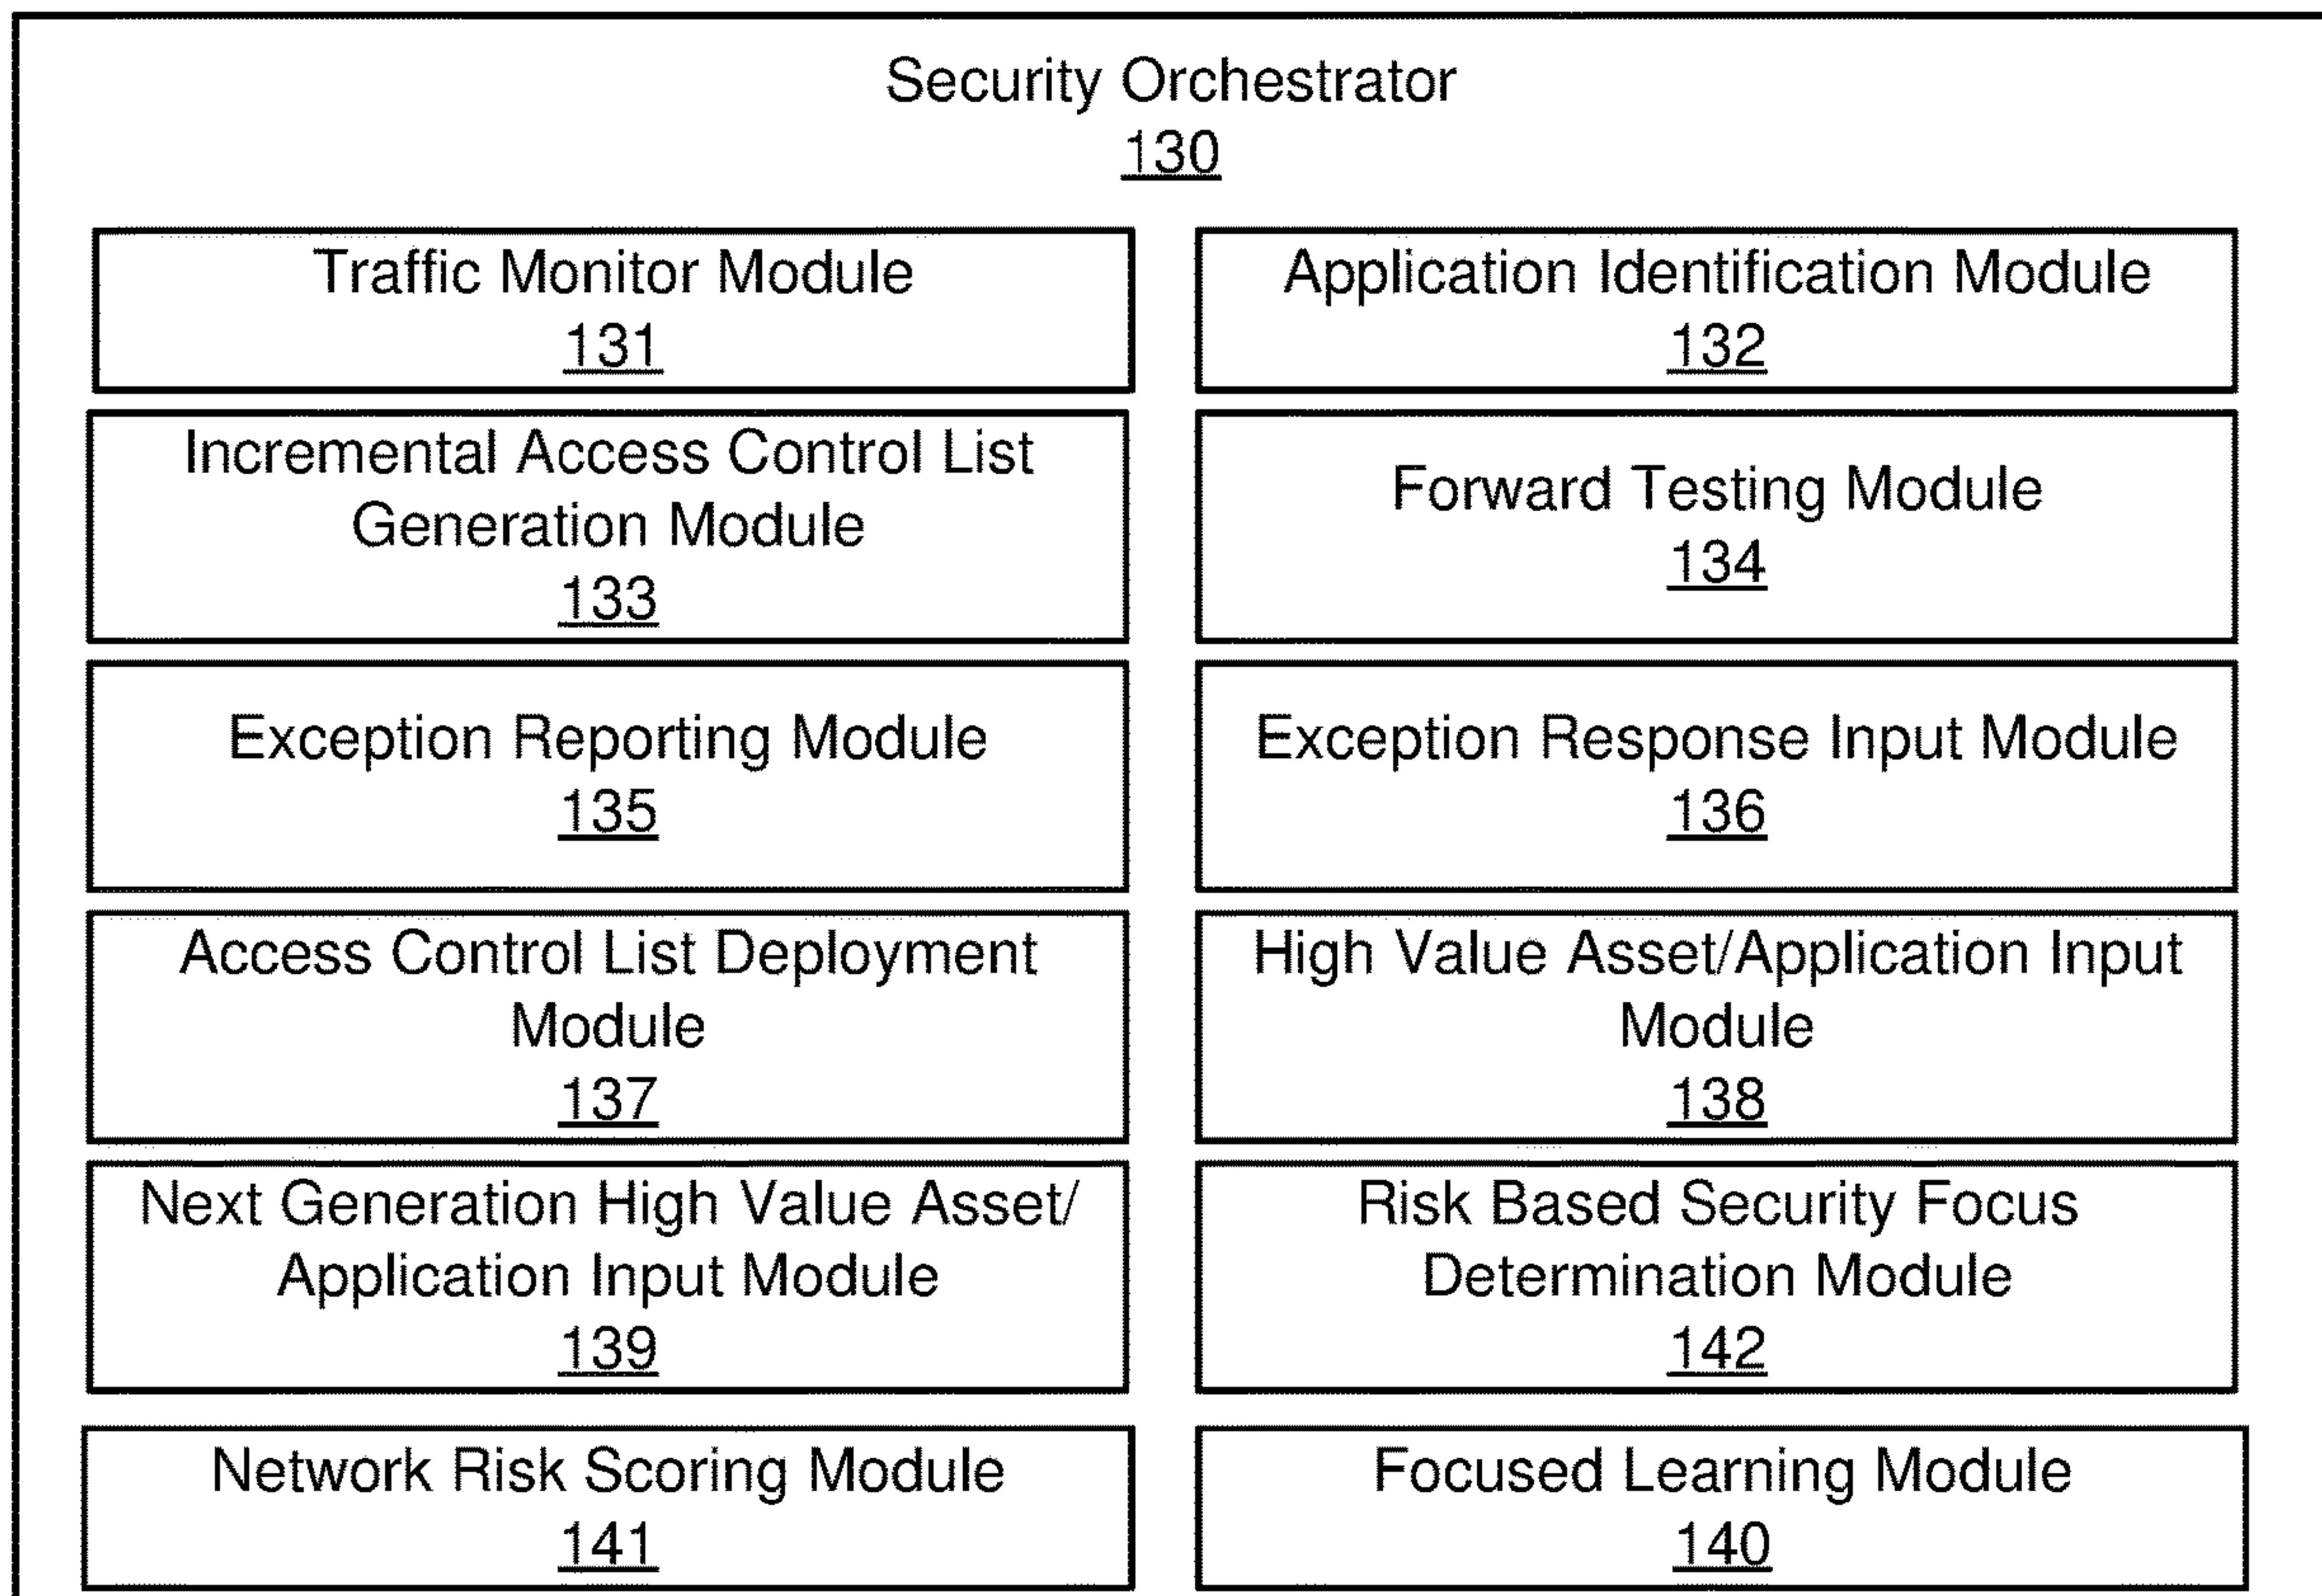 Security Orchestrator
130
Traffic Monitor Module
131
Application Identification Module
132
Incremental Access Control List
Generation Module
133
Forward Testing Module
134
Exception Reporting Module
135
Exception Response Input Module
136
Access Control List Deployment
Module
137
High Value Asset/Application Input
Module
138
Next Generation High Value Asset/
Application Input Module
139
Risk Based Security Focus
Determination Module
142
Network Risk Scoring Module
141
Focused Learning Module
140